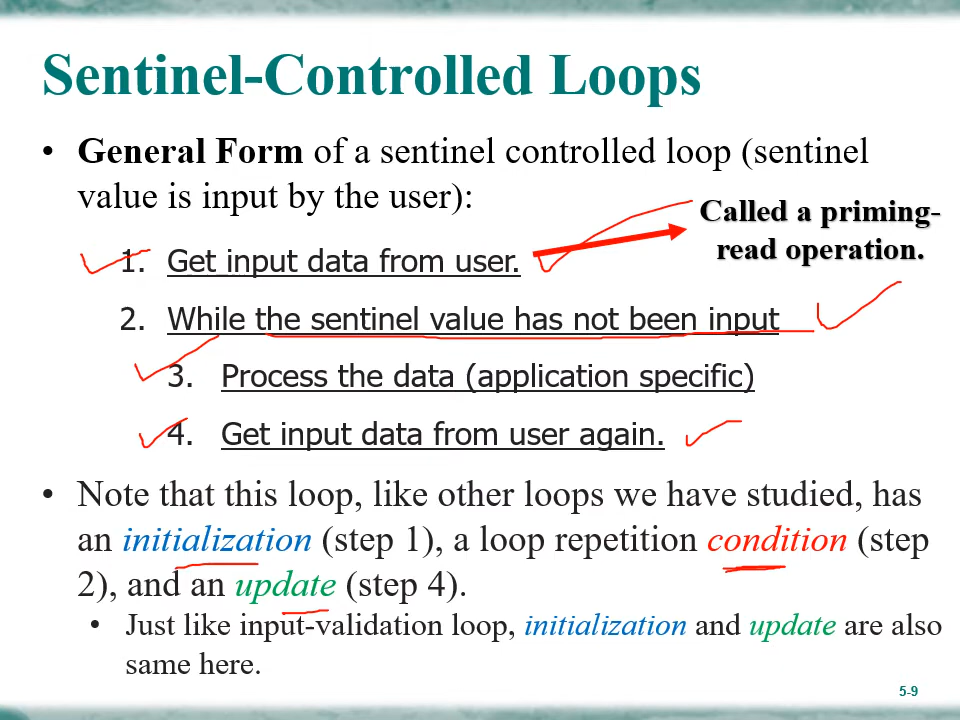 Sentinel-Controlled Loops
• General Form of a sentinel controlled loop (sentinel
value is input by the user):
Called a priming-
read operation.
1. Get input data from user.
2. While the sentinel value has not been input
3. Process the data (application specific)
4. Get input data from user again.
• Note that this loop, like other loops we have studied, has
an initialization (step 1), a loop repetition condition (step
2), and an update (step 4).
• Just like input-validation loop, initialization and update are also
same here.
5-9